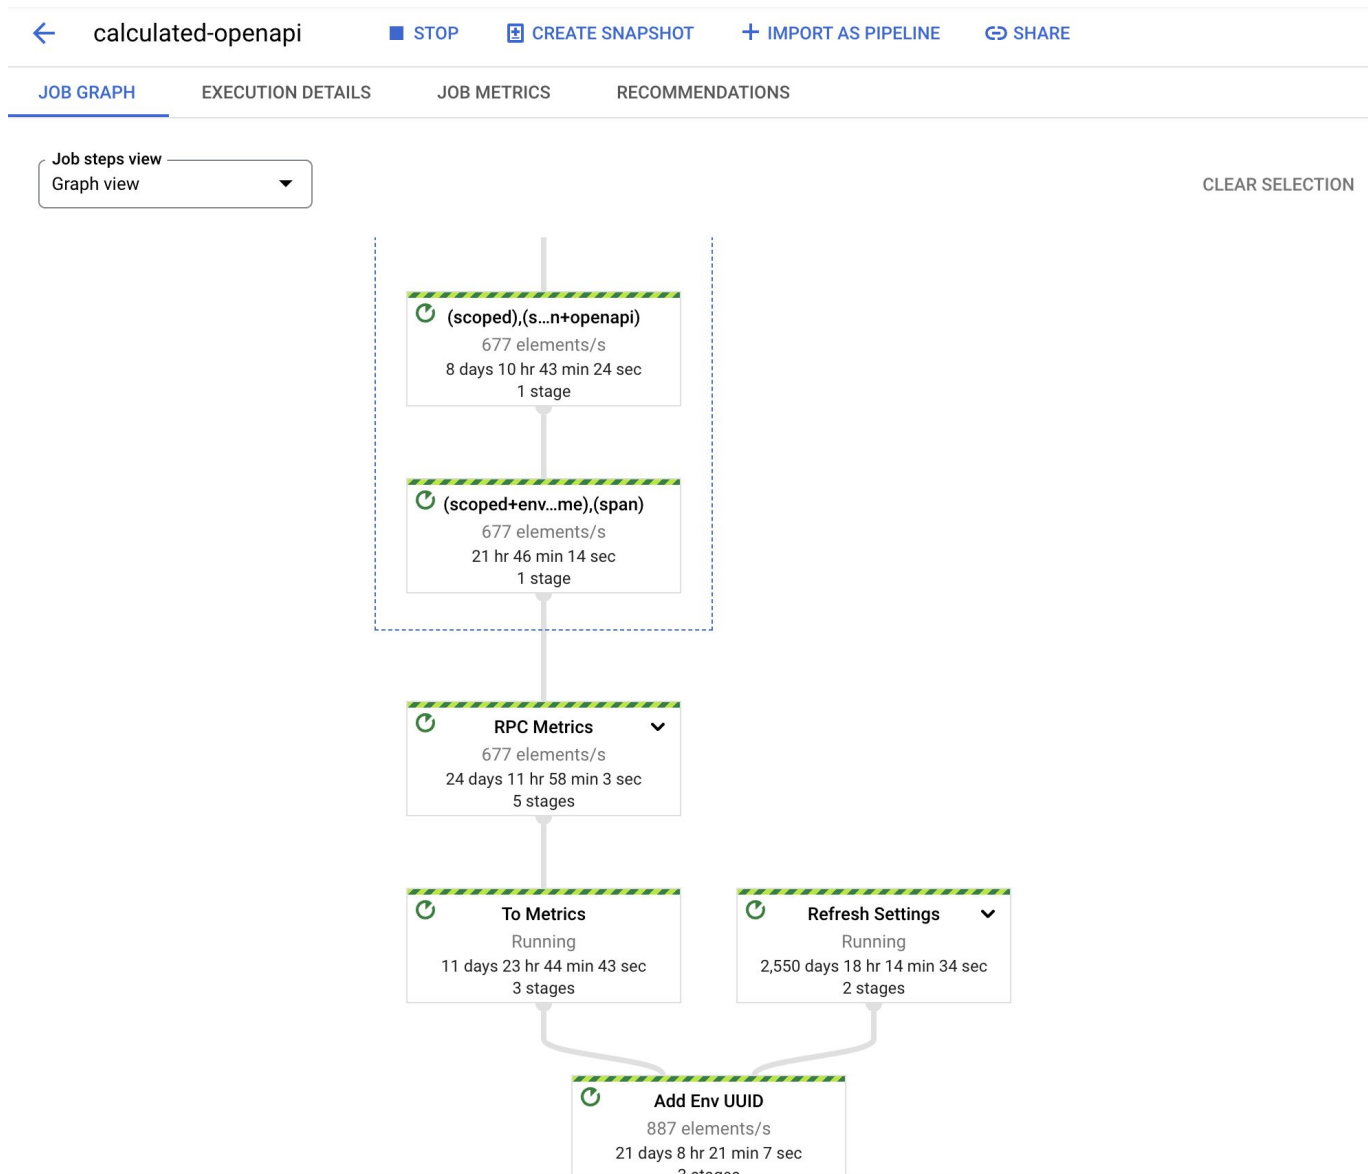 calculated-openapi
STOP
CREATE SNAPSHOT
IMPORT AS PIPELINE
SHARE
JOB GRAPH
EXECUTION DETAILS
JOB METRICS
RECOMMENDATIONS
Job steps view
Graph view
CLEAR SELECTION
(scoped),(s...n+openapi)
677 elements/s
8 days 10 hr 43 min 24 sec
1 stage
(scoped+env...me),(span)
677 elements/s
21 hr 46 min 14 sec
1 stage
RPC Metrics
677 elements/s
24 days 11 hr 58 min 3 sec
5 stages
To Metrics
Running
11 days 23 hr 44 min 43 sec
3 stages
Refresh Settings
Running
2,550 days 18 hr 14 min 34 sec
2 stages
Add Env UUID
887 elements/s
21 days 8 hr 21 min 7 sec
3 stages